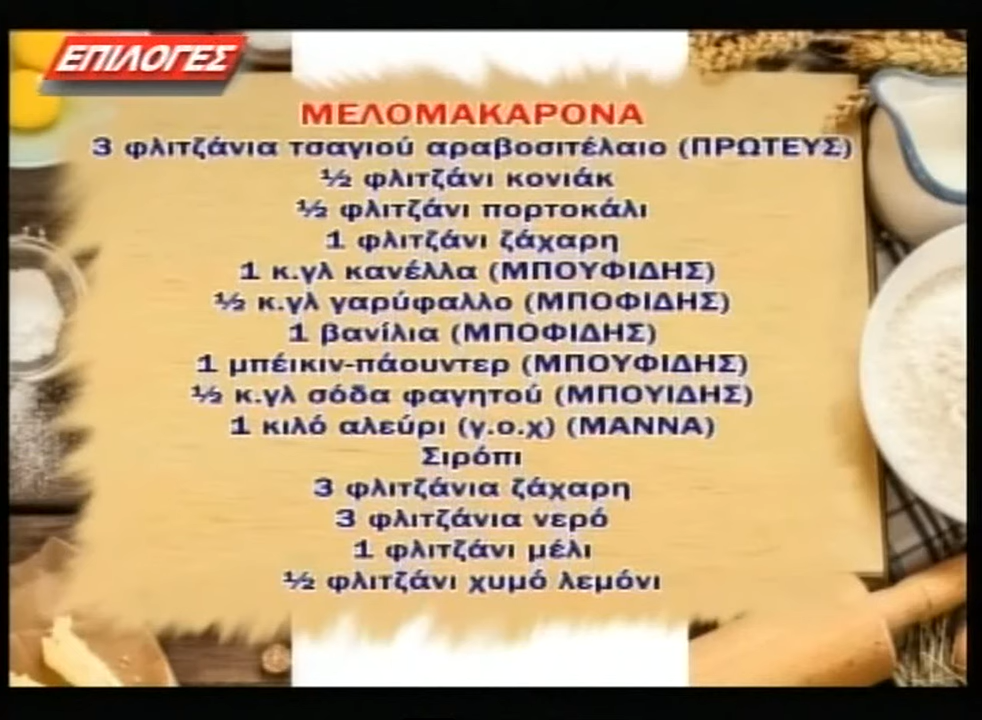 ΕΠΙΛΟΓΕΣ
ΜΕΛΟΜΑΚΑΡΟΝΑ
3 φλιτζάνια τσαγιού αραβοσιτέλαιο (ΠΡΩΤΕΥΣ)
½ φλιτζάνι κονιάκ
½ φλιτζάνι πορτοκάλι
1 φλιτζάνι ζάχαρη
1 κ.γλ κανέλλα (ΜΠΟΥΦΙΔΗΣ)
½ κ.γλ γαρύφαλλο (ΜΠΟΦΙΔΗΣ)
1 βανίλια (ΜΠΟΦΙΔΗΣ)
1 μπέικιν-πάουντερ (ΜΠΟΥΦΙΔΗΣ)
½ κ.γλ σόδα φαγητού (ΜΠΟΥΙΔΗΣ)
1 κιλό αλεύρι (γ.ο.χ) (ΜΑΝΝΑ)
Σιρόπι
3 φλιτζάνια ζάχαρη
3 φλιτζάνια νερό
1 φλιτζάνι μέλι
½ φλιτζάνι χυμό λεμόνι